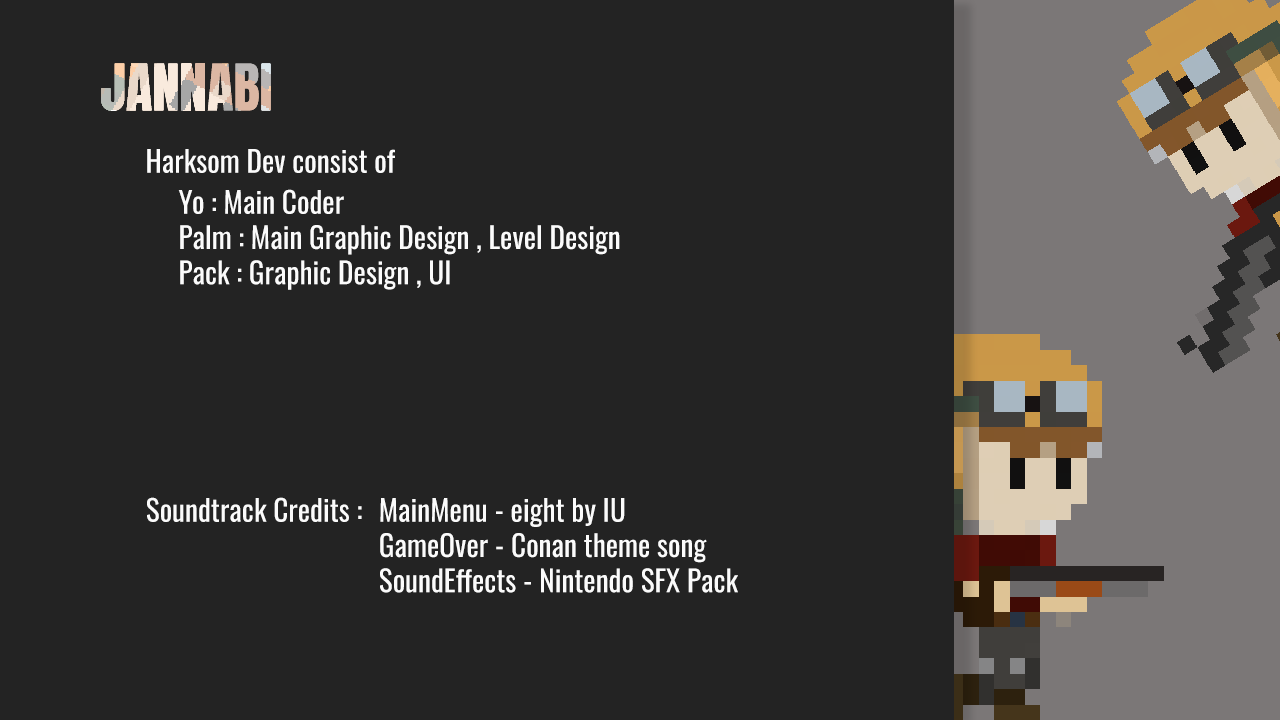 JANNABI
Harksom Dev consist of
Yo : Main Coder
Palm : Main Graphic Design , Level Design
Pack : Graphic Design , UI
Soundtrack Credits : MainMenu - eight by IU
GameOver - Conan theme song
SoundEffects - Nintendo SFX Pack